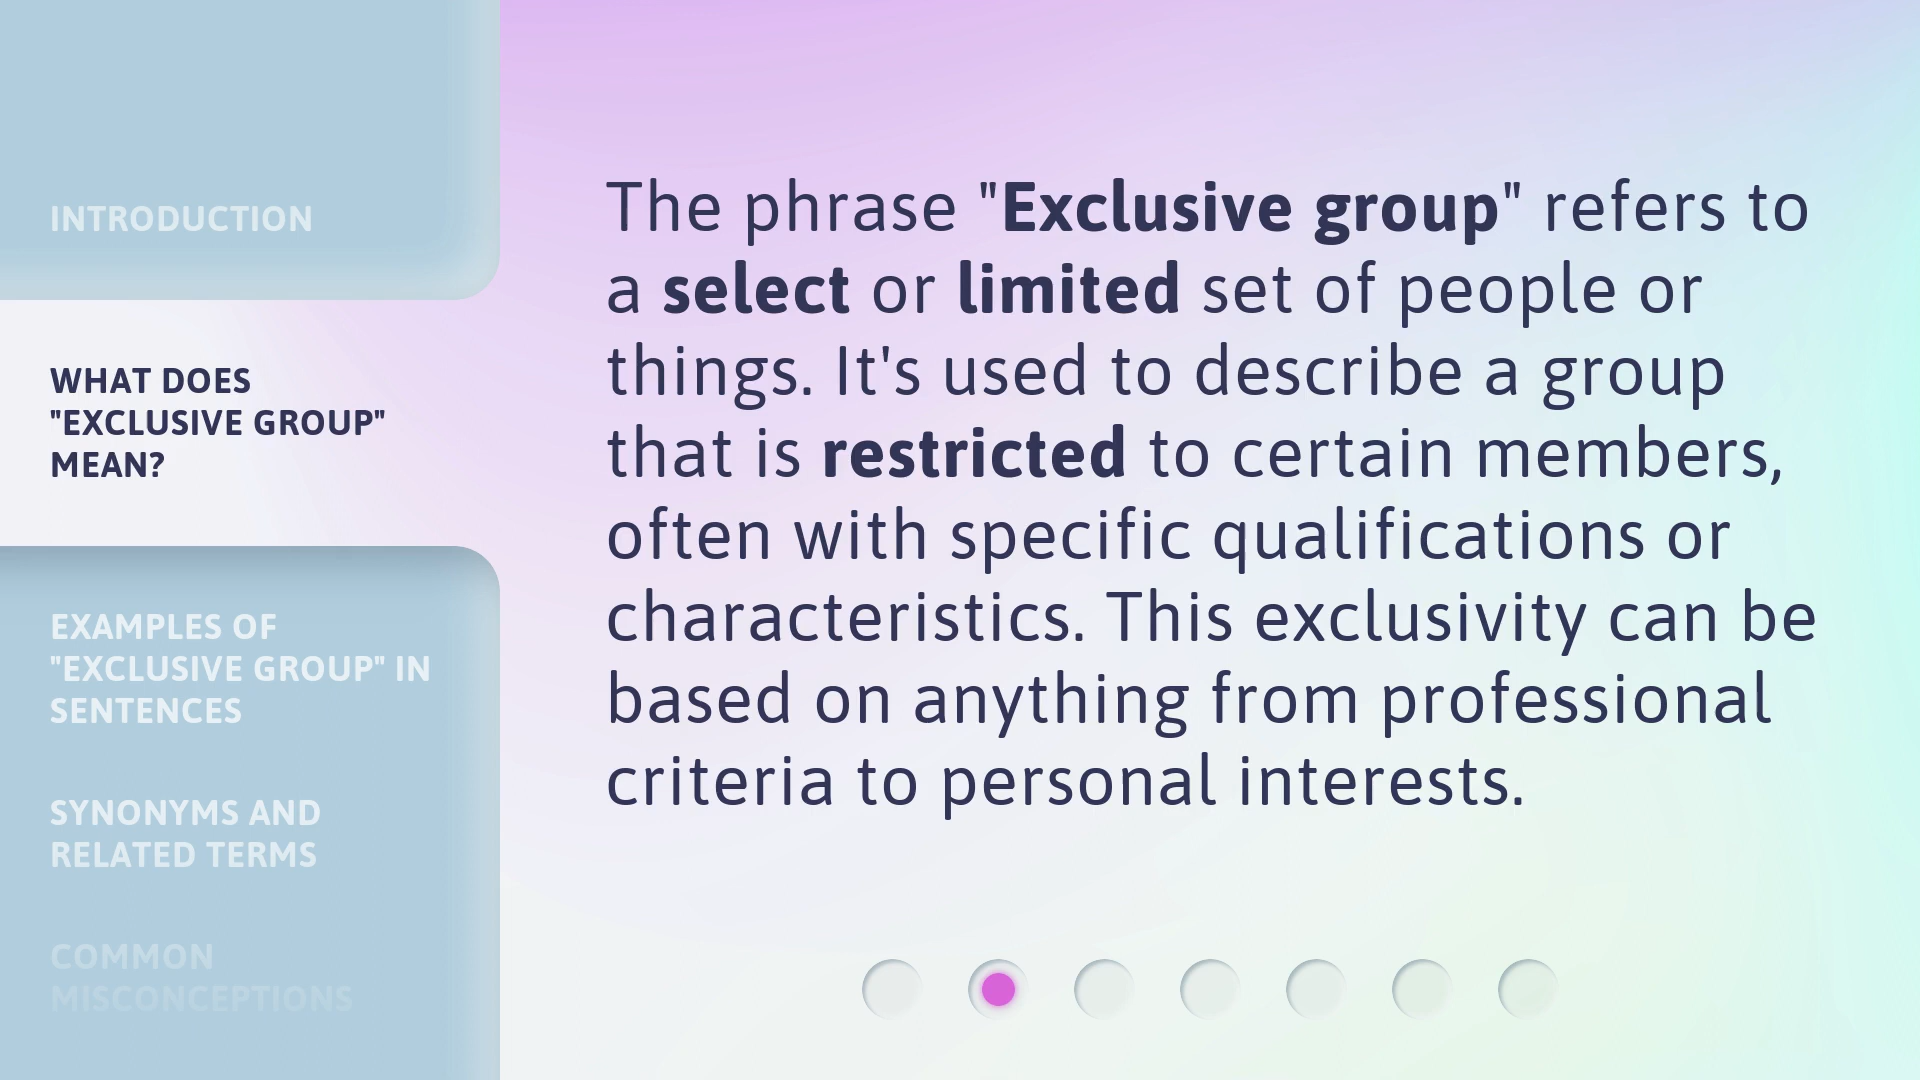 INTRODUCTION
WHAT DOES
"EXCLUSIVE GROUP"
MEAN?
EXAMPLES OF
"EXCLUSIVE GROUP" IN
SENTENCES
SYNONYMS AND
RELATED TERMS
COMMON
MISCONCEPTIONS
The phrase "Exclusive group" refers to
a select or limited set of people or
things. It's used to describe a group
that is restricted to certain members,
often with specific qualifications or
characteristics. This exclusivity can be
based on anything from professional
criteria to personal interests.